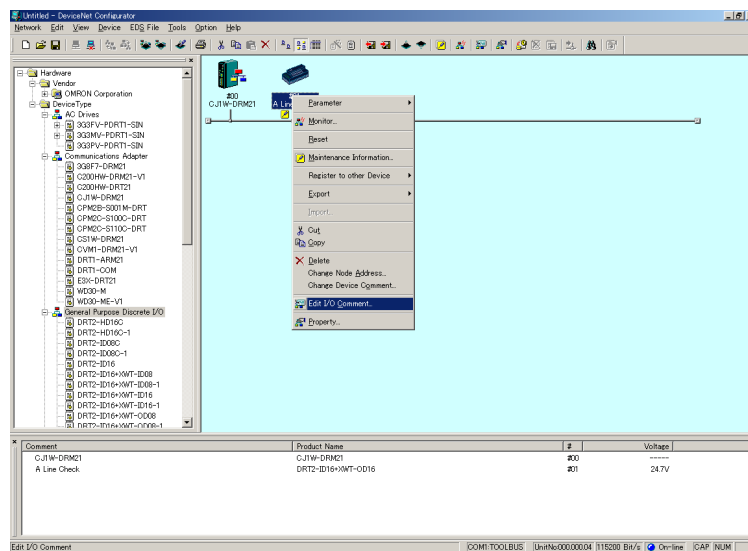 Untitled - DeviceNet Configurator
Network Edit View Device EDS File Tools Option Help
Hardware
Vendor
OMRON Corporation
DeviceType
AC Drives
3G3FV-PDRT1-SIN
3G3MV-PDRT1-SIN
3G3PV-PDRT1-SIN
Communications Adapter
3G8F7-DRM21
C200HW-DRM21-V1
C200HW-DRT21
CJ1W-DRM21
CPM2B-S001M-DRT
CPM2C-S100C-DRT
CPM2C-S110C-DRT
CS1W-DRM21
CVM1-DRM21-V1
DRT1-ARM21
DRT1-COM
E3X-DRT21
WD30-M
WD30-ME-V1
General Purpose Discrete I/O
DRT2-HD16C
DRT2-HD16C-1
DRT2-ID08C
DRT2-ID08C-1
DRT2-ID16
DRT2-ID16+XWT-ID08
DRT2-ID16+XWT-ID08-1
DRT2-ID16+XWT-ID16
DRT2-ID16+XWT-ID16-1
DRT2-ID16+XWT-OD08
DRT2-ID16+XWT-OD08-1
#00
CJ1W-DRM21
#01
A Line
Parameter
Monitor...
Reset
Maintenance Information...
Register to other Device
Export
Import...
Cut
Copy
Delete
Change Node Address...
Change Device Comment...
Edit I/O Comment...
Property...
Comment Product Name # Voltage
CJ1W-DRM21 CJ1W-DRM21 #00 -----
A Line Check DRT2-ID16+XWT-OD16 #01 24.7V
Edit I/O Comment COM1:TOOLBUS UnitNo:000.000.04 115200 Bit/s On-line CAP NUM